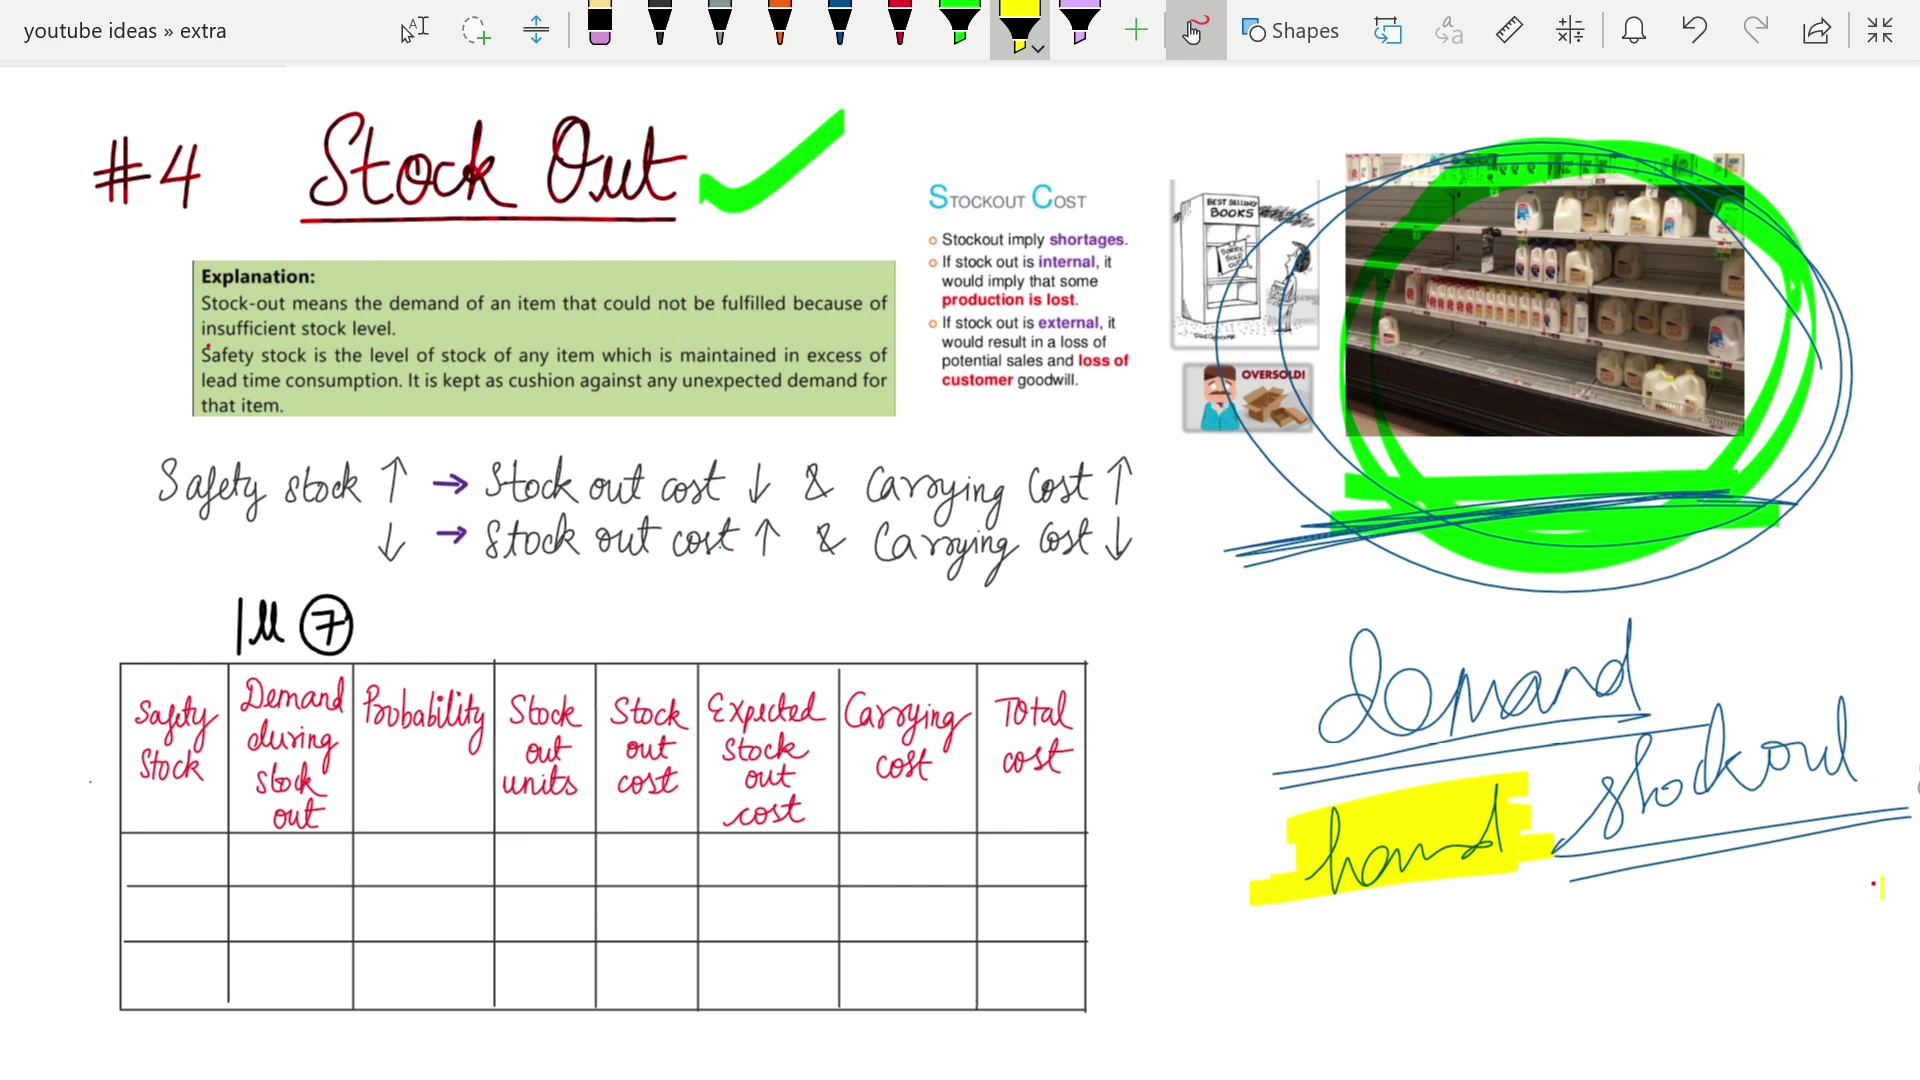 youtube ideas » extra
Shapes
#4 Stock Out
Explanation:
Stock-out means the demand of an item that could not be fulfilled because of
insufficient stock level.
Safety stock is the level of stock of any item which is maintained in excess of
lead time consumption. It is kept as cushion against any unexpected demand for
that item.
STOCKOUT COST
Stockout imply shortages.
If stock out is internal, it
would imply that some
production is lost.
If stock out is external, it
would result in a loss of
potential sales and loss of
customer goodwill.
BEST SELLING
BOOKS
SORRY
SOLD
OUT
OVERSOLD!
Safety stock ↑ → Stock out cost ↓ & Carrying Cost ↑
↓ → Stock out cost ↑ & Carrying Cost ↓
Ill 7
Safety
Stock
Demand
during
stock
out
Probability
Stock
out
units
Stock
out
cost
Expected
stock
out
cost
Carrying
cost
Total
cost
demand
stockout
hand